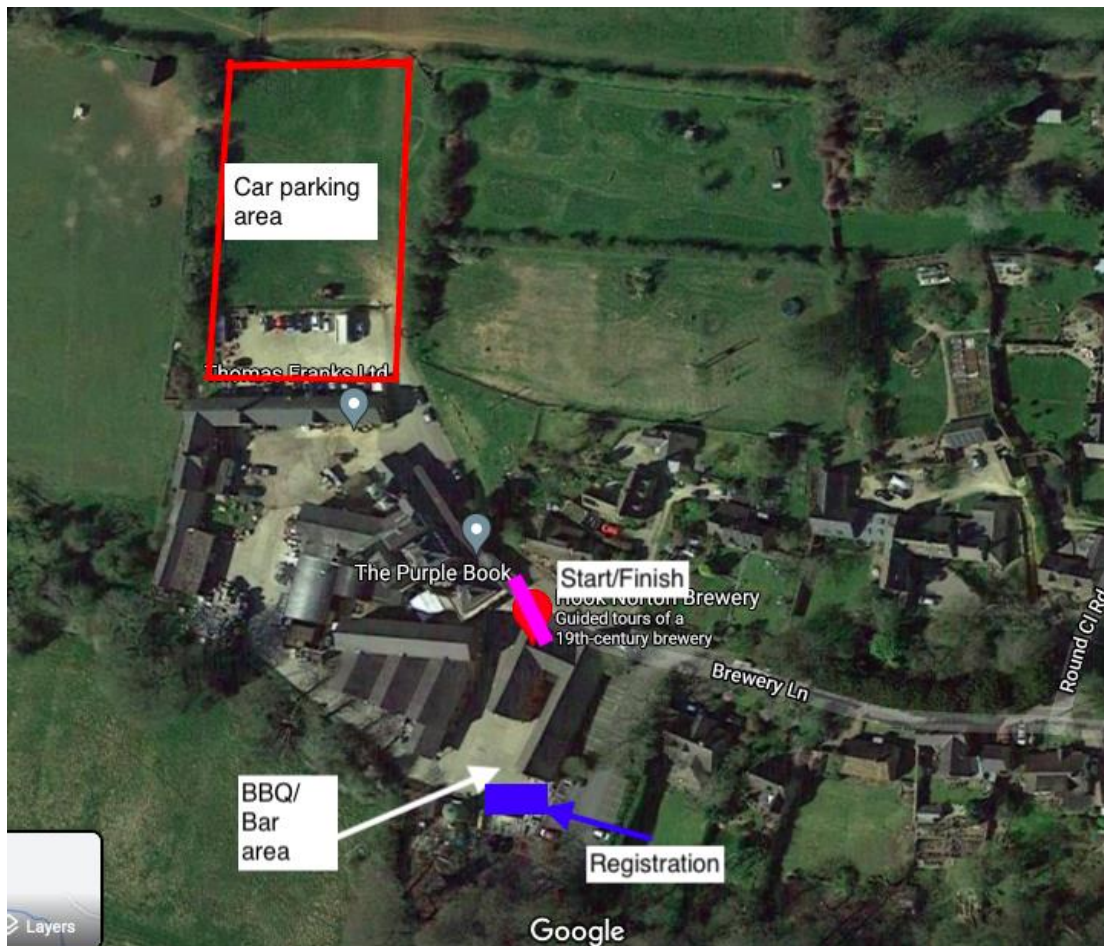 Car parking
area
Thomas Franks Ltd
The Purple Book
Start/Finish
Hook Norton Brewery
Guided tours of a
19th-century brewery
Brewery Ln
Round Cl Rd
BBQ/
Bar
area
Registration
Google
Layers